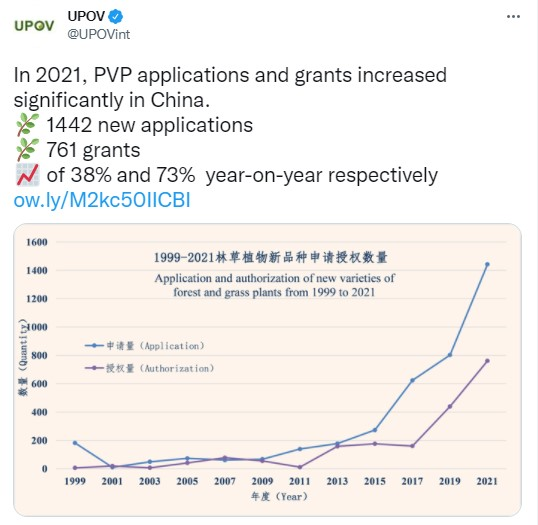 UPOV
UPOV
@UPOVint
In 2021, PVP applications and grants increased
significantly in China.
🌿 1442 new applications
🌿 761 grants
📈 of 38% and 73% year-on-year respectively
ow.ly/M2kc50IICBI
1600
1400
1200
1000
800
600
400
200
0
数量 (Quantity)
1999-2021林草植物新品种申请授权数量
Application and authorization of new varieties of
forest and grass plants from 1999 to 2021
申请量 (Application)
授权量 (Authorization)
1999 2001 2003 2005 2007 2009 2011 2013 2015 2017 2019 2021
年度 (Year)